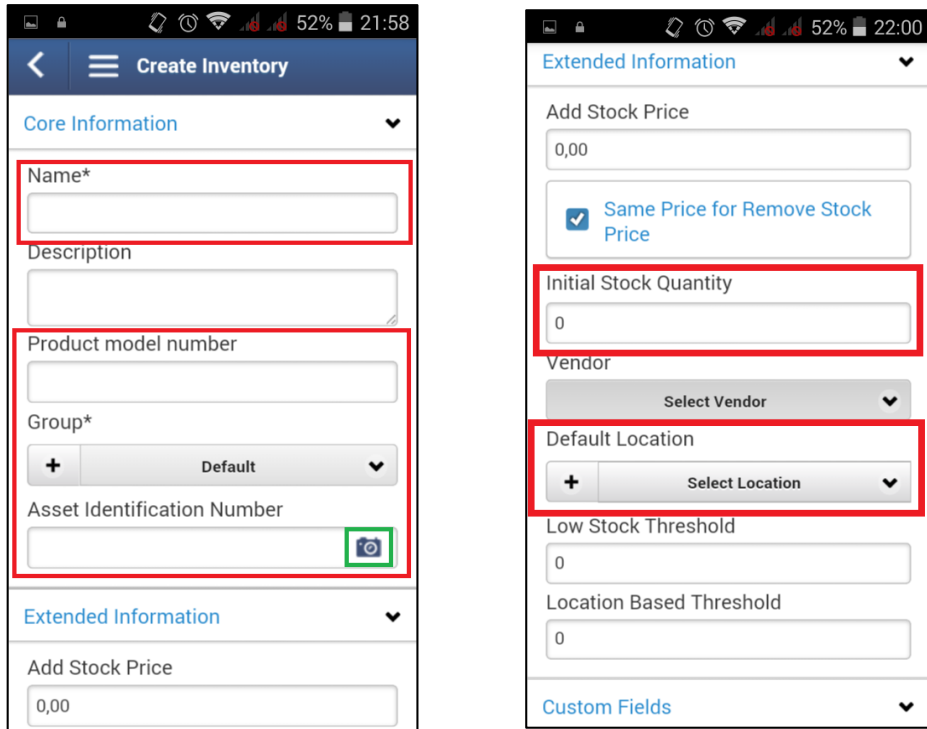 52% 21:58
Create Inventory
Core Information
Name*
Description
Product model number
Group*
+ Default
Asset Identification Number
Extended Information
Add Stock Price
0,00
52% 22:00
Extended Information
Add Stock Price
0,00
Same Price for Remove Stock
Price
Initial Stock Quantity
0
Vendor
Select Vendor
Default Location
+ Select Location
Low Stock Threshold
0
Location Based Threshold
0
Custom Fields